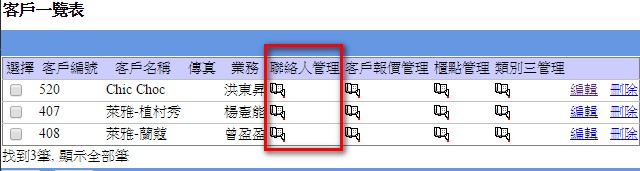 客戶一覽表
選擇 客戶編號 客戶名稱 傳真 業務 聯絡人管理 客戶報價管理 櫃點管理 類別三管理
520 Chic Choc 洪東昇 編輯 刪除
407 萊雅-植村秀 楊憲能 編輯 刪除
408 萊雅-蘭蔻 曾盈盈 編輯 刪除
找到3筆, 顯示全部筆